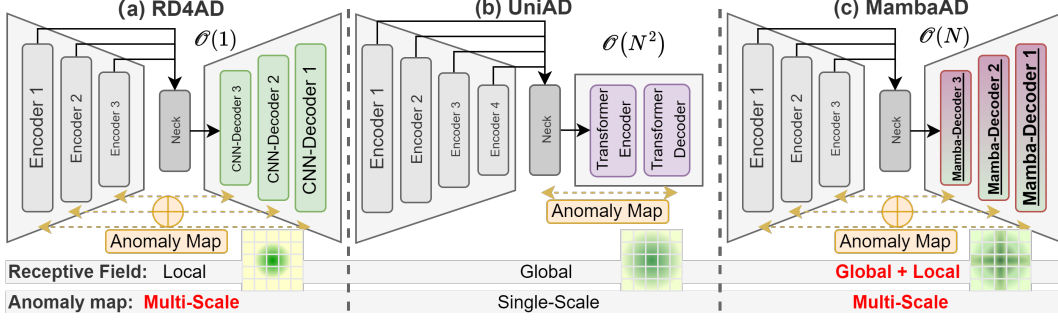 (a) RD4AD
𝒪(1)
Encoder 1
Encoder 2
Encoder 3
Neck
CNN-Decoder 3
CNN-Decoder 2
CNN-Decoder 1
Anomaly Map
(b) UniAD
𝒪(N²)
Encoder 1
Encoder 2
Encoder 3
Encoder 4
Neck
Transformer
Encoder
Transformer
Decoder
Anomaly Map
(c) MambaAD
𝒪(N)
Encoder 1
Encoder 2
Encoder 3
Neck
Mamba-Decoder 3
Mamba-Decoder 2
Mamba-Decoder 1
Anomaly Map
Receptive Field: Local Global Global + Local
Anomaly map: Multi-Scale Single-Scale Multi-Scale